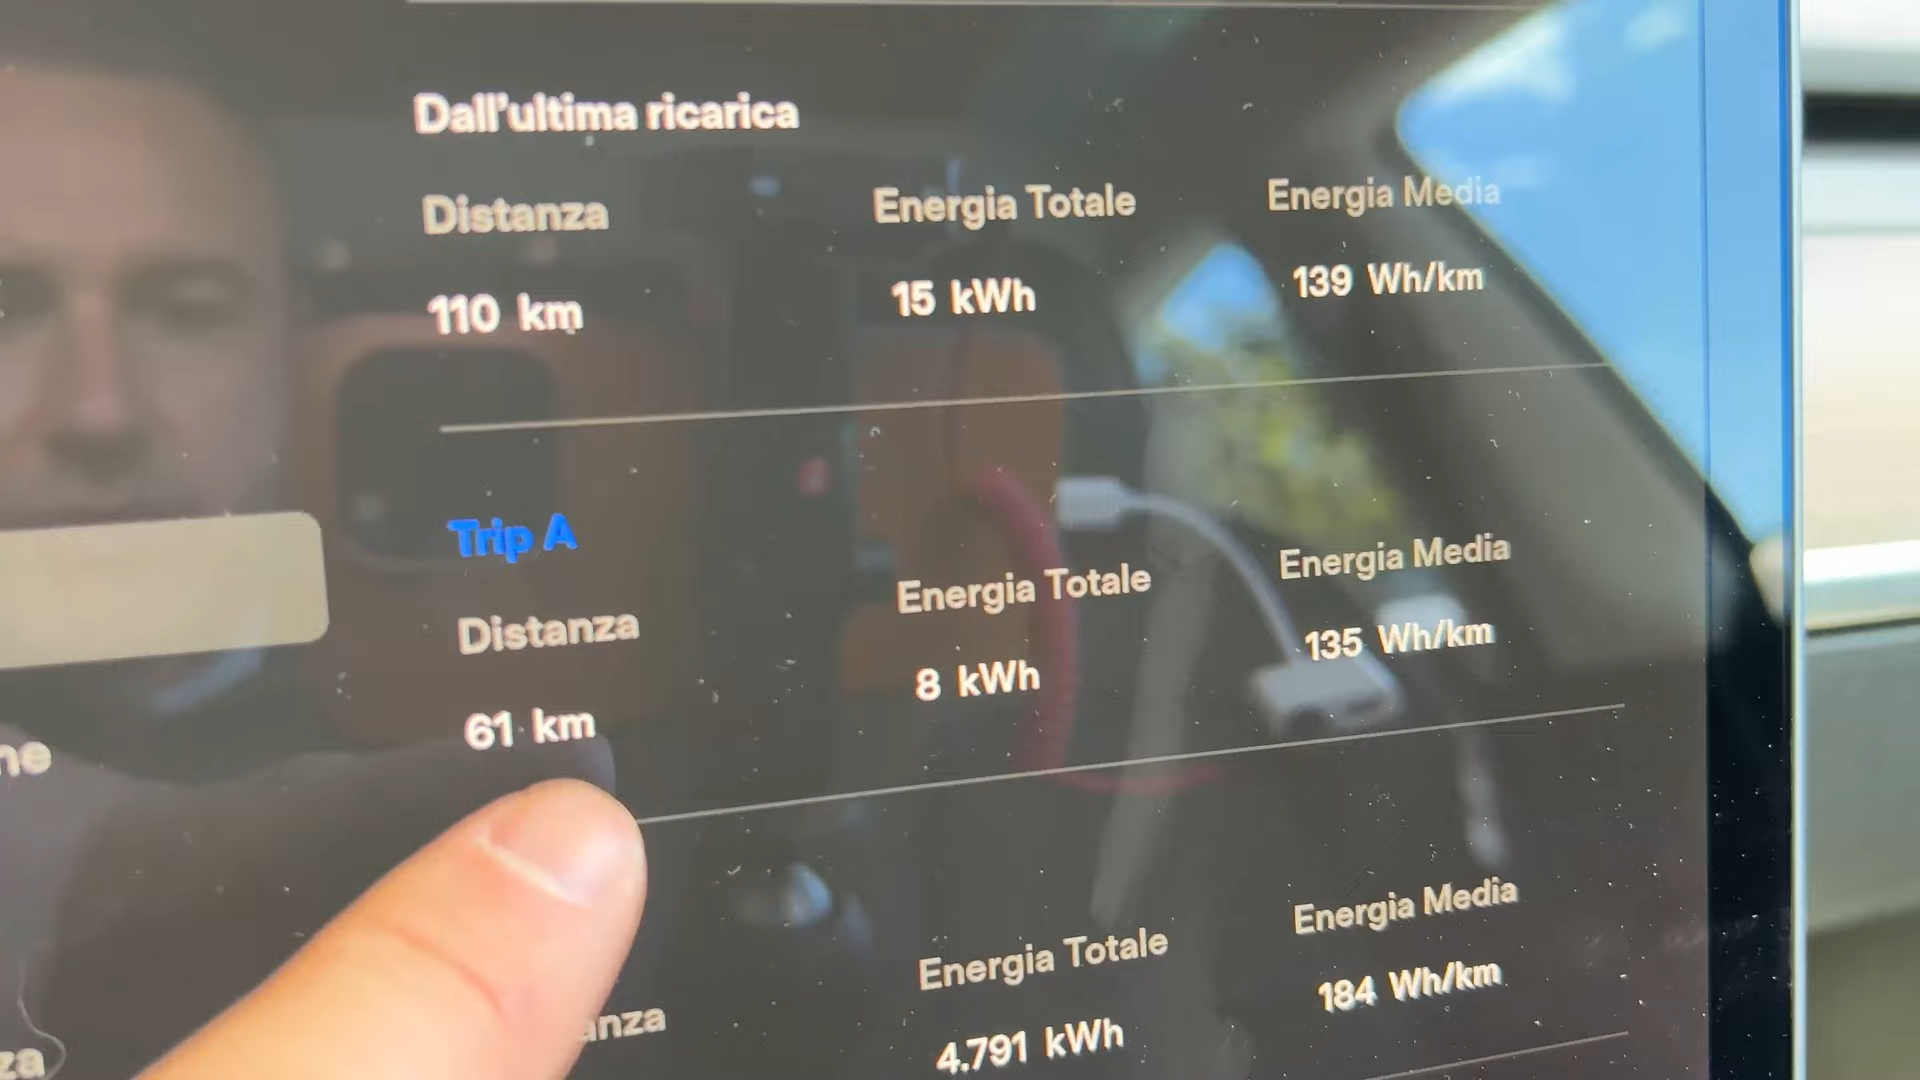 Dall'ultima ricarica
Distanza Energia Totale Energia Media
110 km 15 kWh 139 Wh/km
Trip A
Distanza Energia Totale Energia Media
61 km 8 kWh 135 Wh/km
ne
anza Energia Totale Energia Media
4.791 kWh 184 Wh/km
za